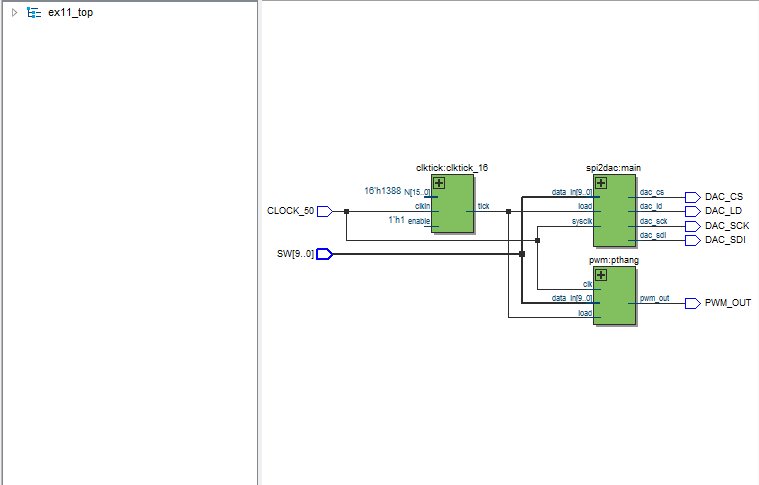 ex11_top
clktick:clktick_16
spi2dac:main
16'h1388 N[15..0]
clkin
1'h1 enable
tick
data_in[9..0]
load
sysclk
dac_cs
dac_ld
dac_sck
dac_sdi
CLOCK_50
SW[9..0]
DAC_CS
DAC_LD
DAC_SCK
DAC_SDI
pwm:pthang
clk
data_in[9..0]
load
pwm_out
PWM_OUT